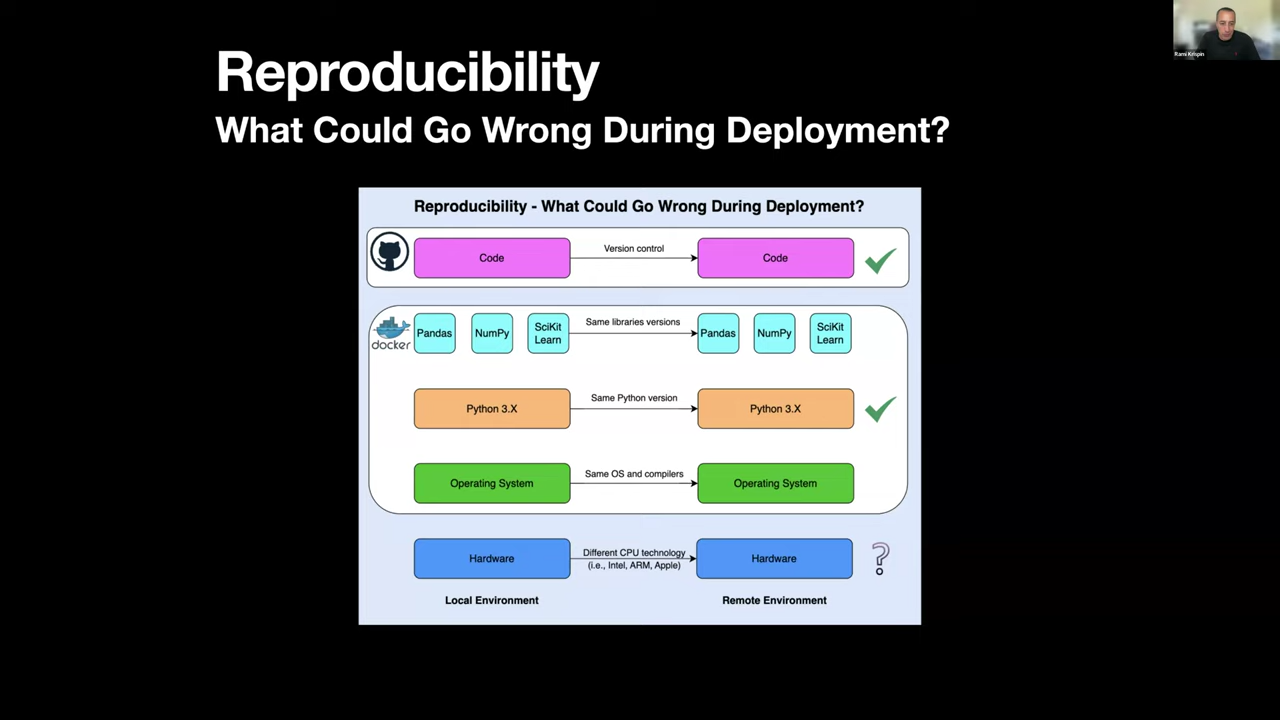 Rami Krispin
Reproducibility
What Could Go Wrong During Deployment?
Reproducibility - What Could Go Wrong During Deployment?
Code
Version control
Code
docker
Pandas
NumPy
SciKit
Learn
Same libraries versions
Pandas
NumPy
SciKit
Learn
Python 3.X
Same Python version
Python 3.X
Operating System
Same OS and compilers
Operating System
Hardware
Different CPU technology
(i.e., Intel, ARM, Apple)
Hardware
?
Local Environment
Remote Environment